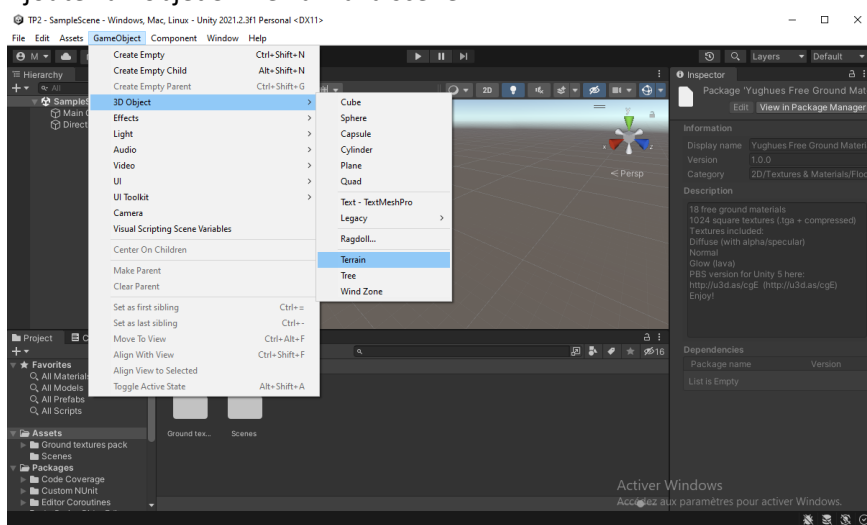 TP2 - SampleScene - Windows, Mac, Linux - Unity 2021.2.3f1 Personal <DX11>
File Edit Assets GameObject Component Window Help
M
Layers Default
Create Empty Ctrl+Shift+N
Create Empty Child Alt+Shift+N
Create Empty Parent Ctrl+Shift+G
3D Object
Effects
Light
Audio
Video
UI
UI Toolkit
Camera
Visual Scripting Scene Variables
Center On Children
Make Parent
Clear Parent
Set as first sibling Ctrl+=
Set as last sibling Ctrl+-
Move To View Ctrl+Alt+F
Align With View Ctrl+Shift+F
Align View to Selected
Toggle Active State Alt+Shift+A
Cube
Sphere
Capsule
Cylinder
Plane
Quad
Text - TextMeshPro
Legacy
Ragdoll...
Terrain
Tree
Wind Zone
Hierarchy
All
Sample
Main
Direct
2D
y
x
z
Persp
Inspector
Package 'Yughues Free Ground Mat
Edit View in Package Manager
Information
Display name Yughues Free Ground Materi
Version 1.0.0
Category 2D/Textures & Materials/Floo
Description
18 free ground materials
1024 square textures (.tga + compressed)
Textures included:
Diffuse (with alpha/specular)
Normal
Glow (lava)
PBS version for Unity 5 here:
http://u3d.as/cgE (http://u3d.as/cgE)
Enjoy!
Dependencies
Package name Version
List is Empty
Project C
16
Favorites
All Material
All Models
All Prefabs
All Scripts
Assets
Ground textures pack
Scenes
Packages
Code Coverage
Custom NUnit
Editor Coroutines
Ground tex... Scenes
Activer Windows
Accédez aux paramètres pour activer Windows.